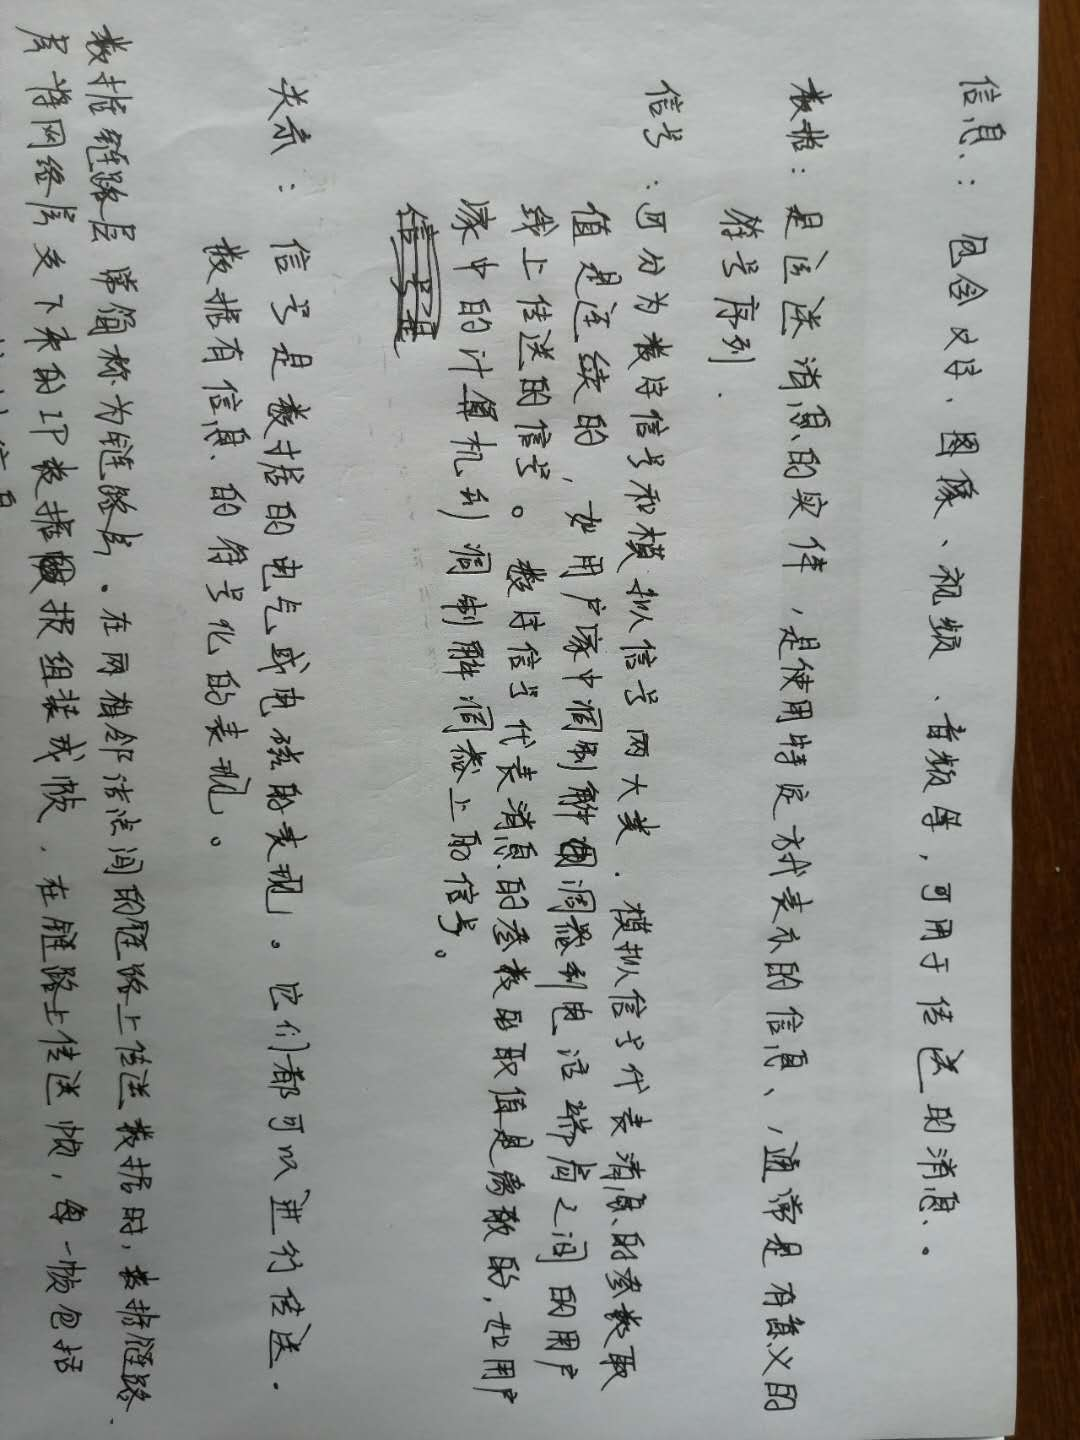 信息：包含文字、图像、视频、音频等，可用于传送的消息。
数据：是运送消息的实体，是使用特定方式表示的信息，通常是有意义的
符号序列．
信号：可分为数字信号和模拟信号两大类．模拟信号代表消息的参数取
值是连续的，如用户家中调制解调器到电话端局之间的用户
线上传送的信号。数字信号代表消息的参数的取值是离散的，如用户
家中的计算机到调制解调器上的信号。
关系：信号是数据的电气或电磁的表现。它们都可以进行传送．
数据有信息的符号化的表现。
数据链路层常简称为链路层．在两相邻结点间的链路上传送数据时，数据链路
层将网络层交下来的IP数据报组装成帧．在链路上传送帧，每一帧包括